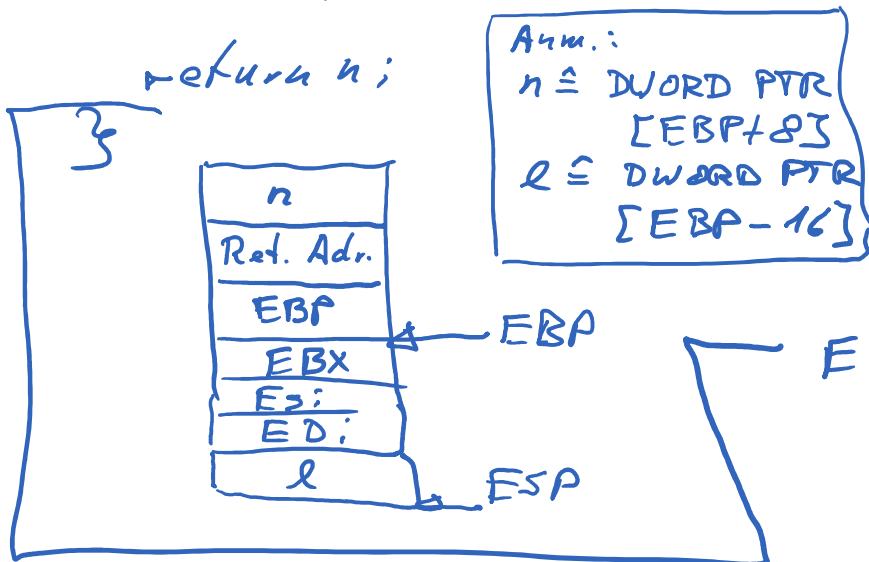 return n;
}
Anm.:
n ≙ DWORD PTR
[EBP+8]
l ≙ DWORD PTR
[EBP-16]
n
Ret. Adr.
EBP
EBP
EBX
Esi
EDi
l
ESP
E